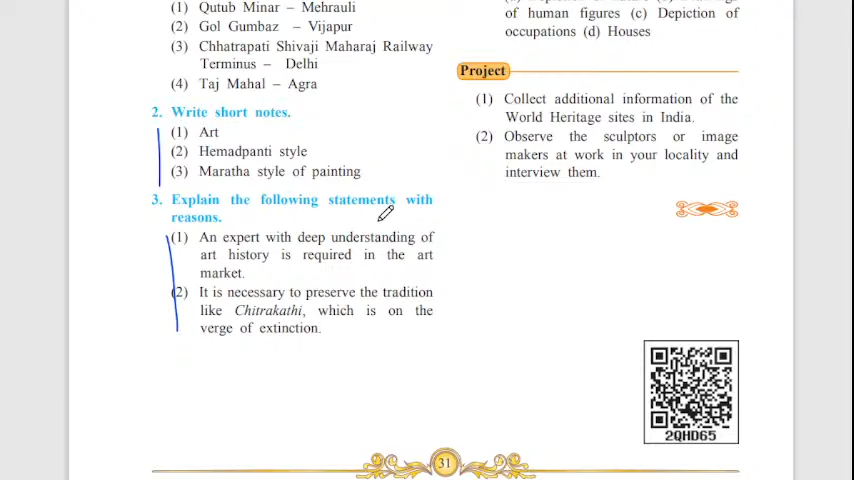 (1) Qutub Minar – Mehrauli
(2) Gol Gumbaz – Vijapur
(3) Chhatrapati Shivaji Maharaj Railway
Terminus – Delhi
(4) Taj Mahal – Agra
2. Write short notes.
(1) Art
(2) Hemadpanti style
(3) Maratha style of painting
3. Explain the following statements with
reasons.
(1) An expert with deep understanding of
art history is required in the art
market.
(2) It is necessary to preserve the tradition
like Chitrakathi, which is on the
verge of extinction.
of human figures (c) Depiction of
occupations (d) Houses
Project
(1) Collect additional information of the
World Heritage sites in India.
(2) Observe the sculptors or image
makers at work in your locality and
interview them.
2QHD65
31